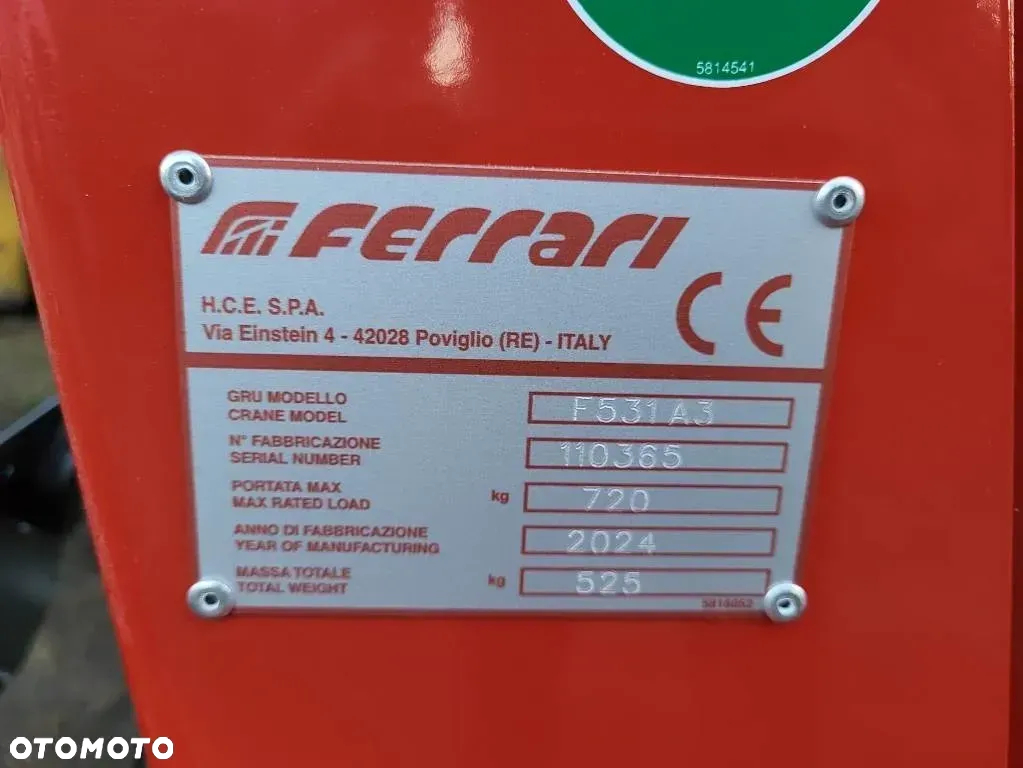 5814541
Ferrari
H.C.E. S.P.A.
Via Einstein 4 - 42028 Poviglio (RE) - ITALY
CE
GRU MODELLO
CRANE MODEL
F531A3
N° FABBRICAZIONE
SERIAL NUMBER
110365
PORTATA MAX
MAX RATED LOAD
kg
720
ANNO DI FABBRICAZIONE
YEAR OF MANUFACTURING
2024
MASSA TOTALE
TOTAL WEIGHT
kg
525
OTOMOTO